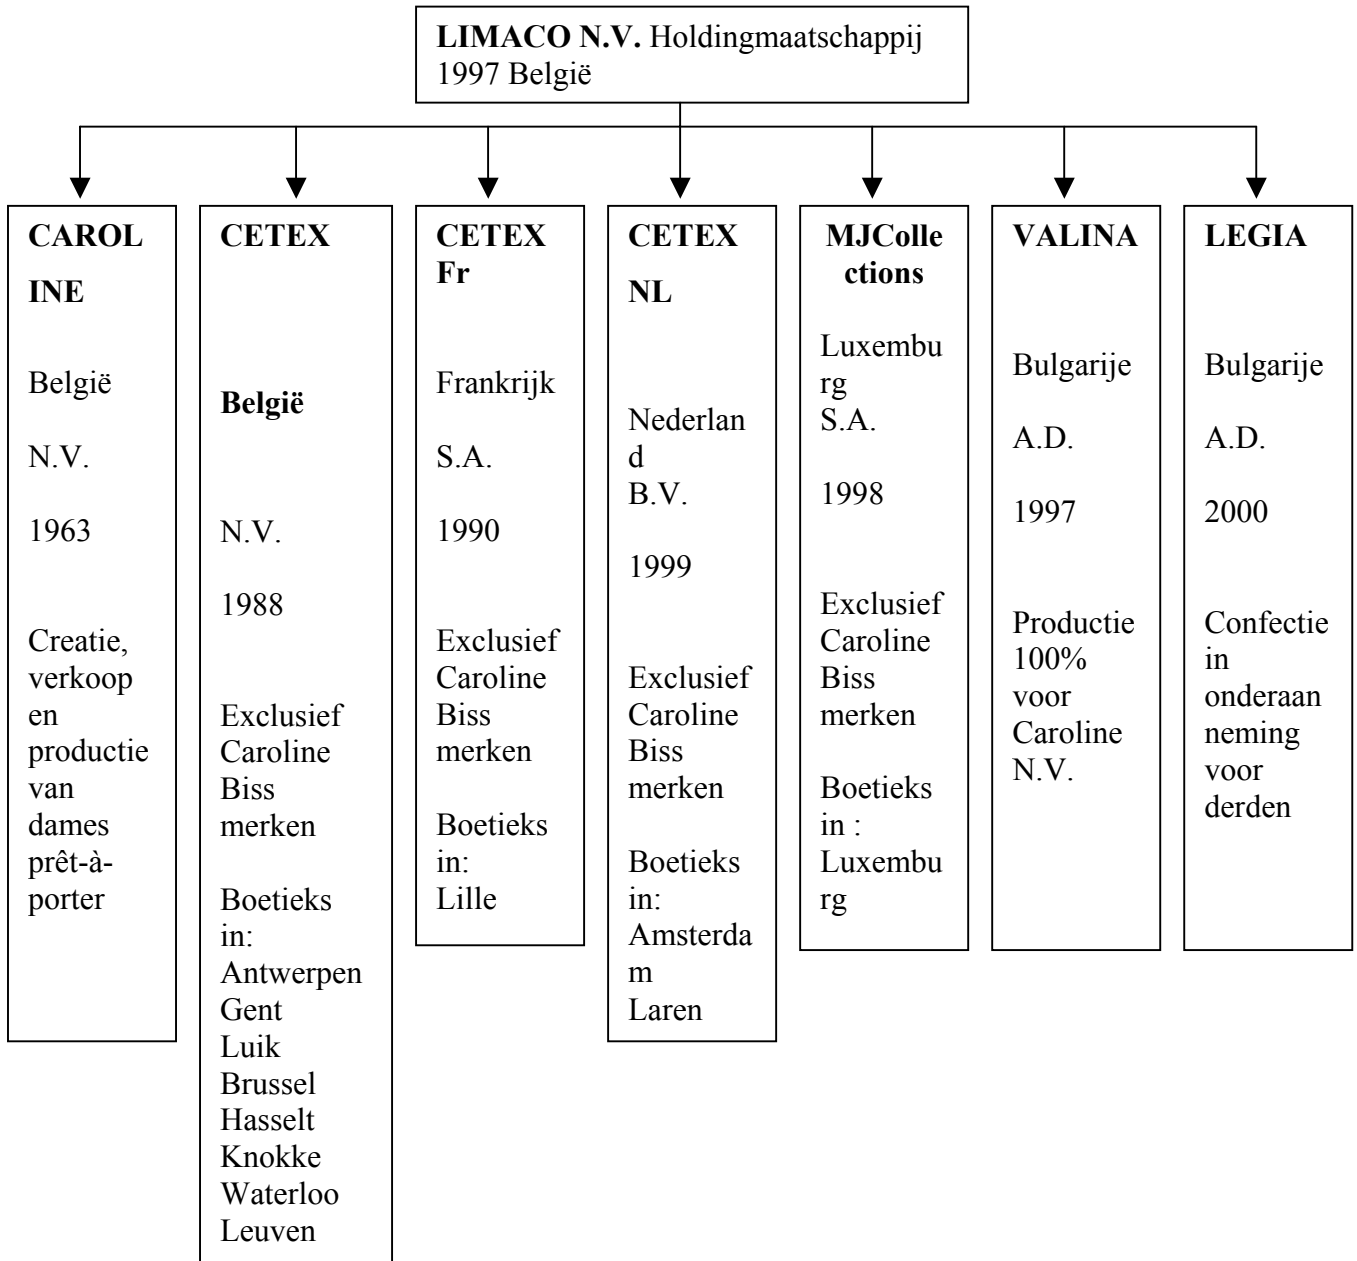 LIMACO N.V. Holdingmaatschappij
1997 België
CAROL
INE
België
N.V.
1963
Creatie,
verkoop
en
productie
van
dames
prêt-à-
porter
CETEX
België
N.V.
1988
Exclusief
Caroline
Biss
merken
Boetieks
in:
Antwerpen
Gent
Luik
Brussel
Hasselt
Knokke
Waterloo
Leuven
CETEX
Fr
Frankrijk
S.A.
1990
Exclusief
Caroline
Biss
merken
Boetieks
in:
Lille
CETEX
NL
Nederlan
d
B.V.
1999
Exclusief
Caroline
Biss
merken
Boetieks
in:
Amsterda
m
Laren
MJColle
ctions
Luxembu
rg
S.A.
1998
Exclusief
Caroline
Biss
merken
Boetieks
in :
Luxembu
rg
VALINA
Bulgarije
A.D.
1997
Productie
100%
voor
Caroline
N.V.
LEGIA
Bulgarije
A.D.
2000
Confectie
in
onderaan
neming
voor
derden